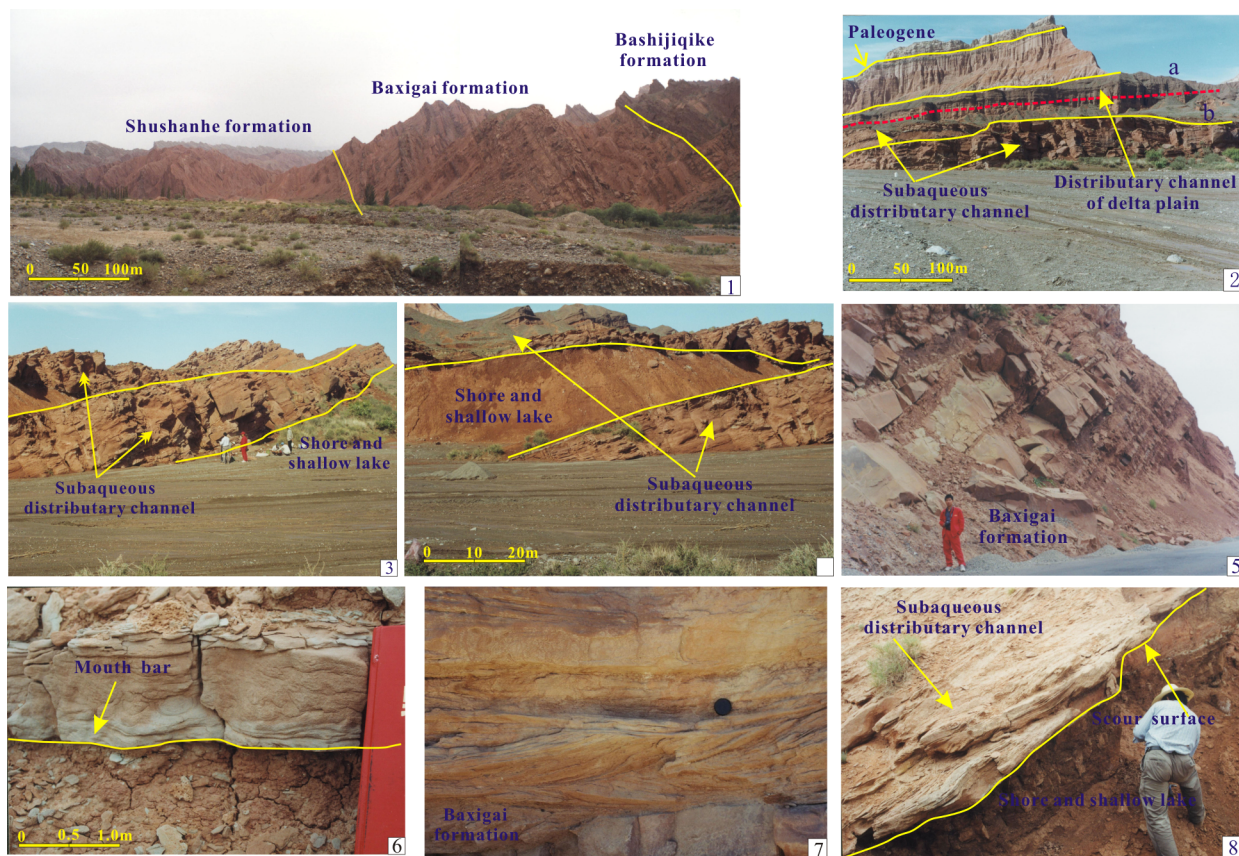 Shushanhe formation
Baxigai formation
Bashijiqike
formation
0 50 100m
1
Paleogene
a
b
Subaqueous
distributary channel
Distributary channel
of delta plain
0 50 100m
2
Shore and
shallow lake
Subaqueous
distributary channel
3
Shore and
shallow lake
Subaqueous
distributary channel
0 10 20m
Baxigai
formation
5
Mouth bar
0 0.5 1.0m
6
Baxigai
formation
7
Subaqueous
distributary channel
Scour surface
Shore and shallow lake
8